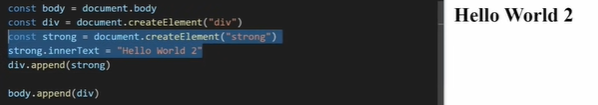 const body = document.body
const div = document.createElement("div")
const strong = document.createElement("strong")
strong.innerText = "Hello World 2"
div.append(strong)
body.append(div)
Hello World 2